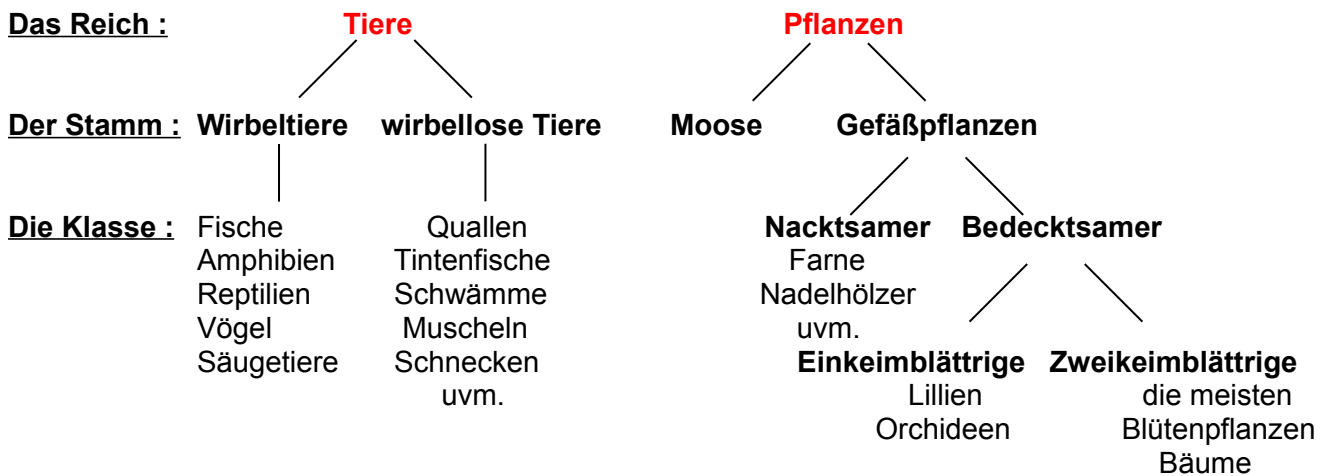 Das Reich : Tiere Pflanzen
Der Stamm : Wirbeltiere wirbellose Tiere Moose Gefäßpflanzen
Die Klasse : Fische Quallen Nacktsamer Bedecktsamer
Amphibien Tintenfische Farne
Reptilien Schwämme Nadelhölzer
Vögel Muscheln uvm.
Säugetiere Schnecken Einkeimblättrige Zweikeimblättrige
uvm. Lillien die meisten
Orchideen Blütenpflanzen
Bäume